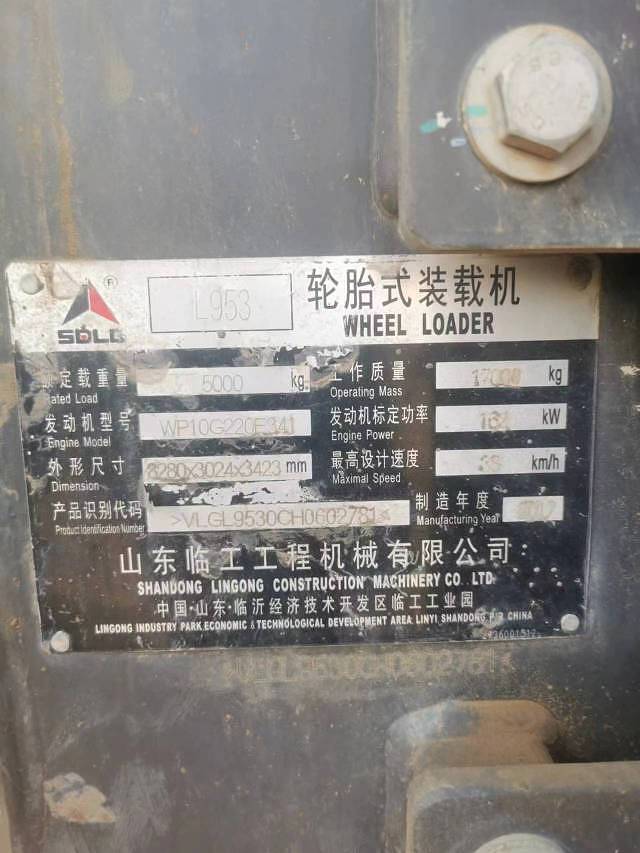 SDLG
®
L953
轮胎式装载机
WHEEL LOADER
定载重量 5000 kg
Rated Load
工作质量 kg
Operating Mass
发动机型号 WP10G220E341
Engine Model
发动机标定功率 162 kW
Engine Power
外形尺寸 8280x3024x3423 mm
Dimension
最高设计速度 km/h
Maximal Speed
产品识别代码 >VLGL9530CH0602781<
Product Identification Number
制造年度
Manufacturing Year
山东临工工程机械有限公司
SHANDONG LINGONG CONSTRUCTION MACHINERY CO LTD
中国·山东·临沂经济技术开发区临工工业园
LINGONG INDUSTRY PARK.ECONOMIC & TECHNOLOGICAL DEVELOPMENT AREA LINYI SHANDONG P.R CHINA